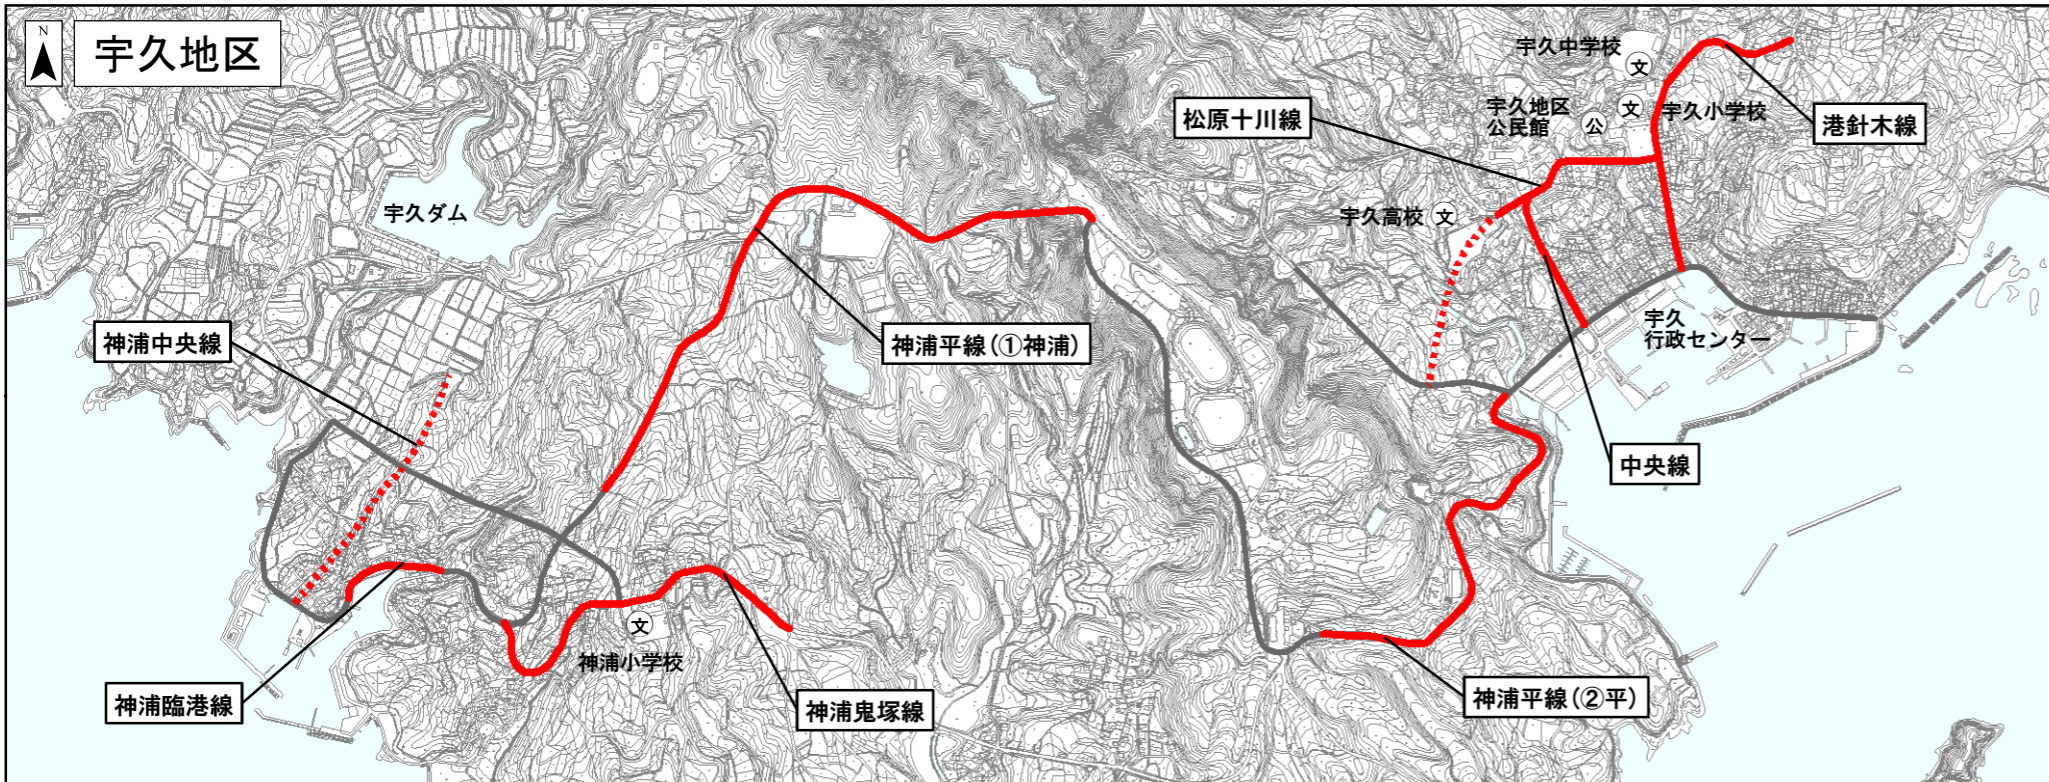 N
宇久地区
宇久中学校
文
宇久地区
公民館
公
文
宇久小学校
港針木線
松原十川線
宇久高校
文
宇久ダム
宇久
行政センター
神浦中央線
神浦平線(①神浦)
中央線
文
神浦小学校
神浦臨港線
神浦鬼塚線
神浦平線(②平)